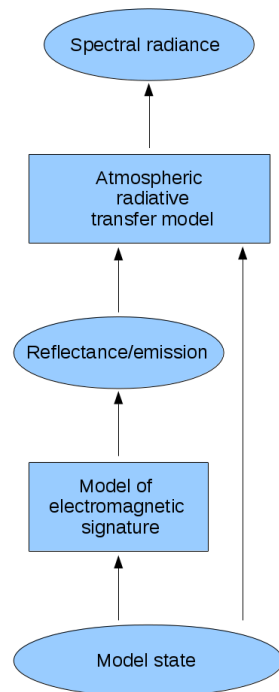 Spectral radiance
Atmospheric
radiative
transfer model
Reflectance/emission
Model of
electromagnetic
signature
Model state